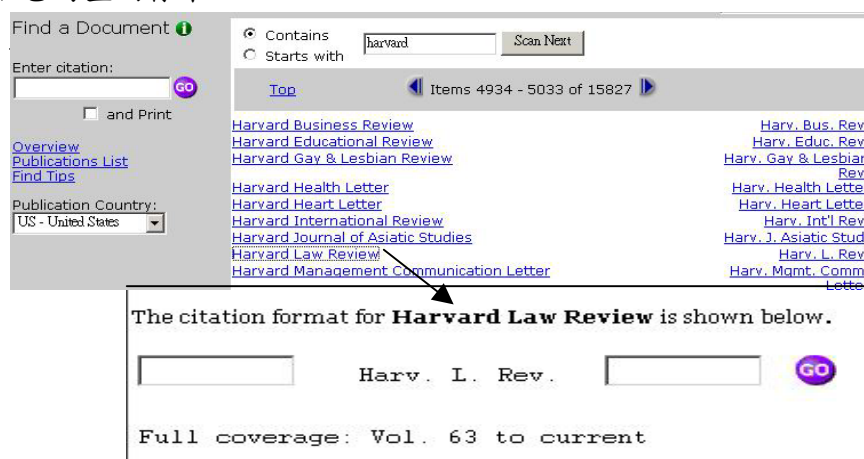 Find a Document
Enter citation:
GO
and Print
Overview
Publications List
Find Tips
Publication Country:
US - United States
Contains
Starts with
harvard
Scan Next
Top
Items 4934 - 5033 of 15827
Harvard Business Review Harv. Bus. Rev
Harvard Educational Review Harv. Educ. Rev
Harvard Gay & Lesbian Review Harv. Gay & Lesbian
Rev
Harvard Health Letter Harv. Health Lette
Harvard Heart Letter Harv. Heart Lette
Harvard International Review Harv. Int'l Rev
Harvard Journal of Asiatic Studies Harv. J. Asiatic Stud
Harvard Law Review Harv. L. Rev
Harvard Management Communication Letter Harv. Mgmt. Comm
Lette
The citation format for Harvard Law Review is shown below.
Harv. L. Rev. GO
Full coverage: Vol. 63 to current